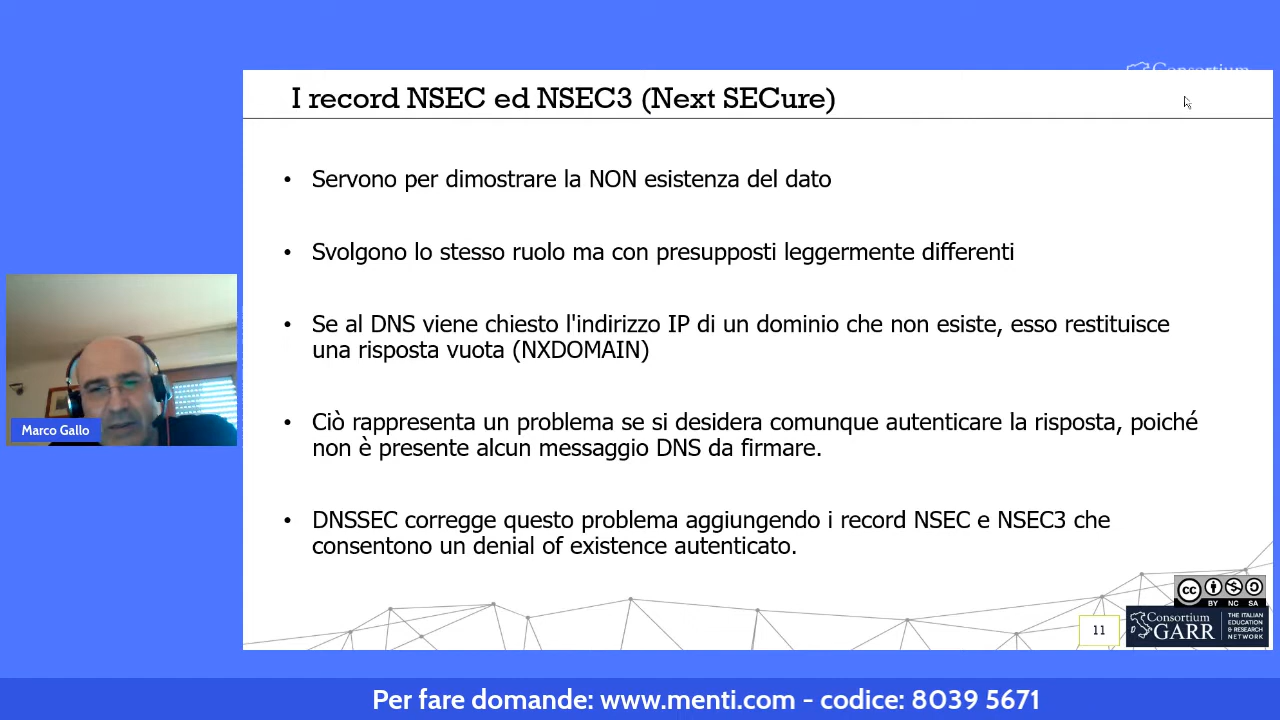 Consortium
I record NSEC ed NSEC3 (Next SECure)
• Servono per dimostrare la NON esistenza del dato
• Svolgono lo stesso ruolo ma con presupposti leggermente differenti
• Se al DNS viene chiesto l'indirizzo IP di un dominio che non esiste, esso restituisce
una risposta vuota (NXDOMAIN)
• Ciò rappresenta un problema se si desidera comunque autenticare la risposta, poiché
non è presente alcun messaggio DNS da firmare.
• DNSSEC corregge questo problema aggiungendo i record NSEC e NSEC3 che
consentono un denial of existence autenticato.
Marco Gallo
cc
BY NC SA
11
Consortium
GARR
THE ITALIAN
EDUCATION
& RESEARCH
NETWORK
Per fare domande: www.menti.com - codice: 8039 5671